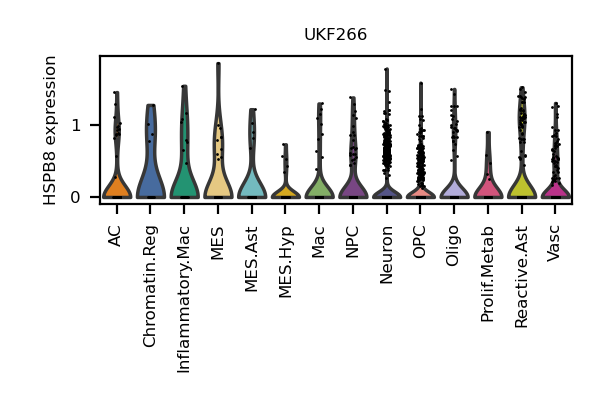 UKF266
HSPB8 expression
1
0
AC
Chromatin.Reg
Inflammatory.Mac
MES
MES.Ast
MES.Hyp
Mac
NPC
Neuron
OPC
Oligo
Prolif.Metab
Reactive.Ast
Vasc